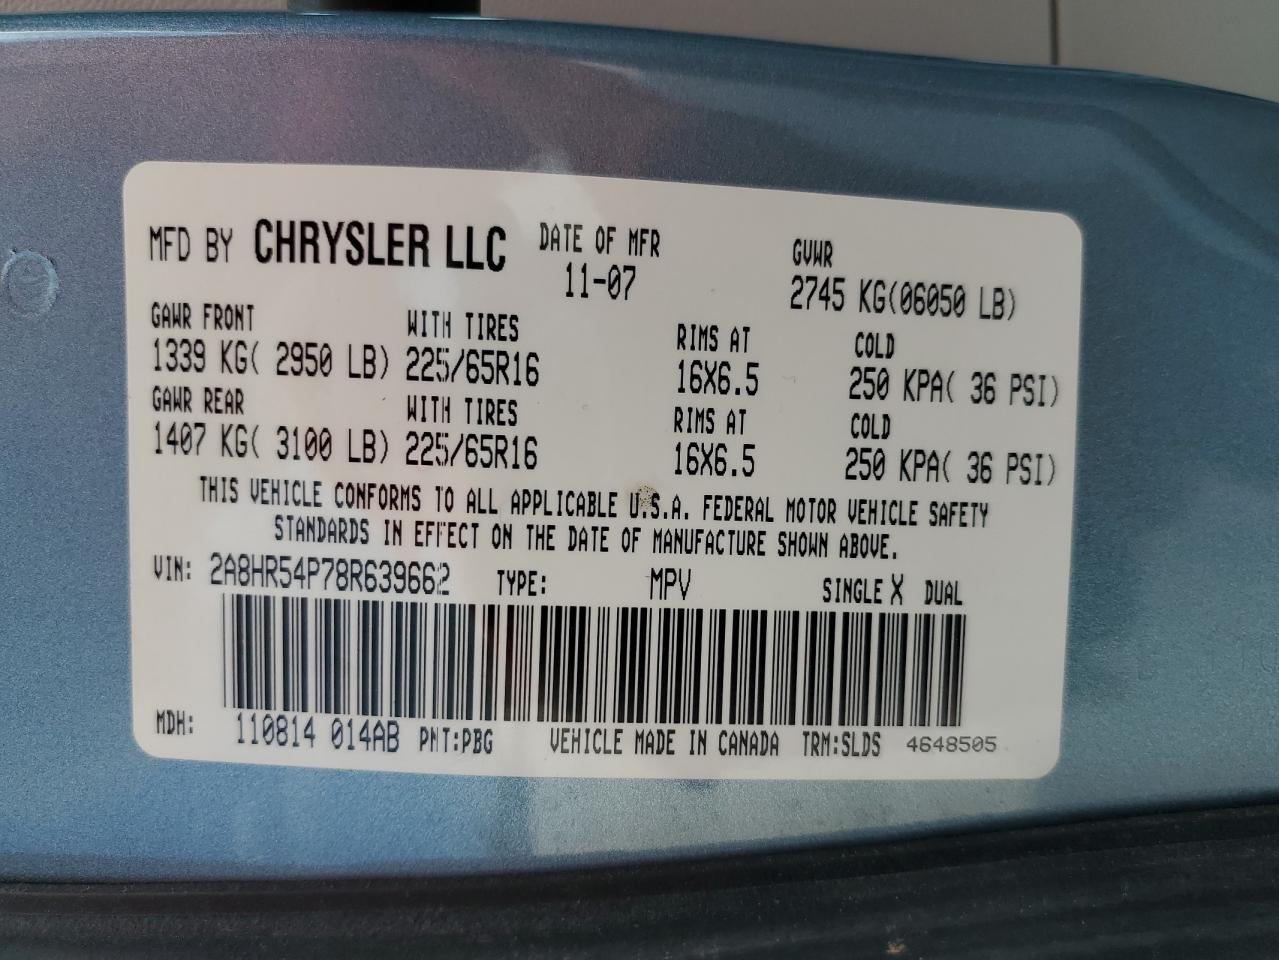 MFD BY CHRYSLER LLC DATE OF MFR GVWR
11-07 2745 KG(06050 LB)
GAWR FRONT WITH TIRES RIMS AT COLD
1339 KG( 2950 LB) 225/65R16 16X6.5 250 KPA( 36 PSI)
GAWR REAR WITH TIRES RIMS AT COLD
1407 KG( 3100 LB) 225/65R16 16X6.5 250 KPA( 36 PSI)
THIS VEHICLE CONFORMS TO ALL APPLICABLE U.S.A. FEDERAL MOTOR VEHICLE SAFETY
STANDARDS IN EFFECT ON THE DATE OF MANUFACTURE SHOWN ABOVE.
VIN: 2A8HR54P78R639662 TYPE: MPV SINGLE X DUAL
MDH: 110814 014AB PNT:PBG VEHICLE MADE IN CANADA TRM:SLDS 4648505